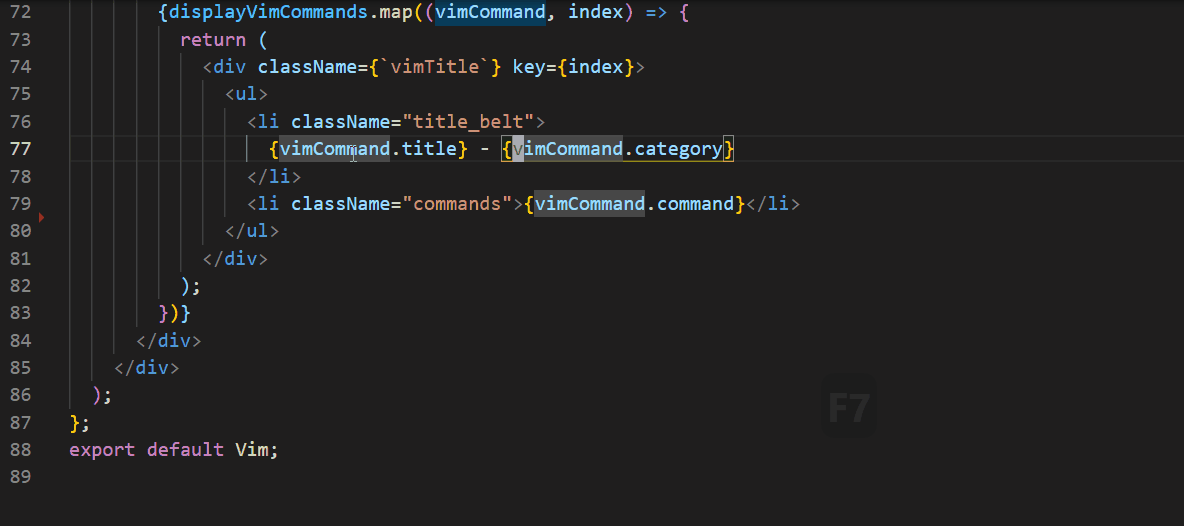 72 {displayVimCommands.map((vimCommand, index) => {
73 return (
74 <div className={`vimTitle`} key={index}>
75 <ul>
76 <li className="title_belt">
77 {vimCommand.title} - {vimCommand.category}
78 </li>
79 <li className="commands">{vimCommand.command}</li>
80 </ul>
81 </div>
82 );
83 })}
84 </div>
85 </div>
86 );
87 };
88 export default Vim;
89
F7